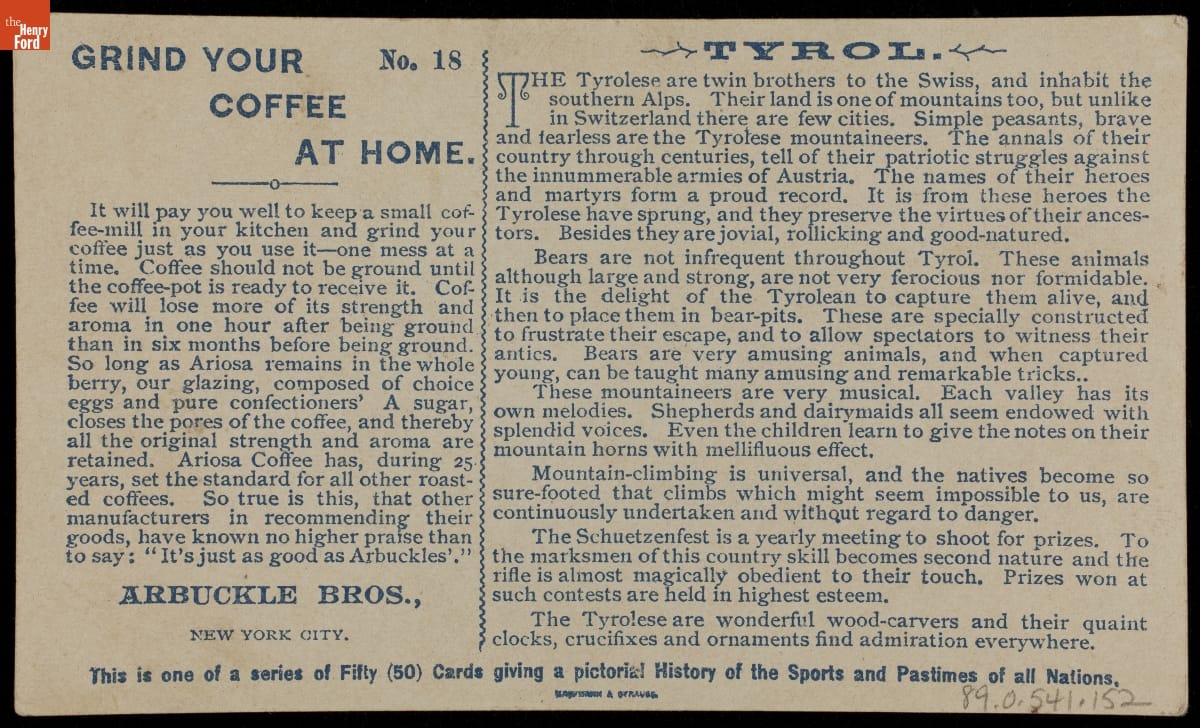 the
Henry
Ford
GRIND YOUR No. 18
COFFEE
AT HOME.
It will pay you well to keep a small cof-
fee-mill in your kitchen and grind your
coffee just as you use it—one mess at a
time. Coffee should not be ground until
the coffee-pot is ready to receive it. Cof-
fee will lose more of its strength and
aroma in one hour after being ground
than in six months before being ground.
So long as Ariosa remains in the whole
berry, our glazing, composed of choice
eggs and pure confectioners' A sugar,
closes the pores of the coffee, and thereby
all the original strength and aroma are
retained. Ariosa Coffee has, during 25
years, set the standard for all other roast-
ed coffees. So true is this, that other
manufacturers in recommending their
goods, have known no higher praise than
to say: "It's just as good as Arbuckles'."
ARBUCKLE BROS.,
NEW YORK CITY.
TYROL.
THE Tyrolese are twin brothers to the Swiss, and inhabit the
southern Alps. Their land is one of mountains too, but unlike
in Switzerland there are few cities. Simple peasants, brave
and fearless are the Tyrolese mountaineers. The annals of their
country through centuries, tell of their patriotic struggles against
the innummerable armies of Austria. The names of their heroes
and martyrs form a proud record. It is from these heroes the
Tyrolese have sprung, and they preserve the virtues of their ances-
tors. Besides they are jovial, rollicking and good-natured.
Bears are not infrequent throughout Tyrol. These animals
although large and strong, are not very ferocious nor formidable.
It is the delight of the Tyrolean to capture them alive, and
then to place them in bear-pits. These are specially constructed
to frustrate their escape, and to allow spectators to witness their
antics. Bears are very amusing animals, and when captured
young, can be taught many amusing and remarkable tricks..
These mountaineers are very musical. Each valley has its
own melodies. Shepherds and dairymaids all seem endowed with
splendid voices. Even the children learn to give the notes on their
mountain horns with mellifluous effect.
Mountain-climbing is universal, and the natives become so
sure-footed that climbs which might seem impossible to us, are
continuously undertaken and without regard to danger.
The Schuetzenfest is a yearly meeting to shoot for prizes. To
the marksmen of this country skill becomes second nature and the
rifle is almost magically obedient to their touch. Prizes won at
such contests are held in highest esteem.
The Tyrolese are wonderful wood-carvers and their quaint
clocks, crucifixes and ornaments find admiration everywhere.
This is one of a series of Fifty (50) Cards giving a pictorial History of the Sports and Pastimes of all Nations.
& STRAUSS.
89.0.541.152